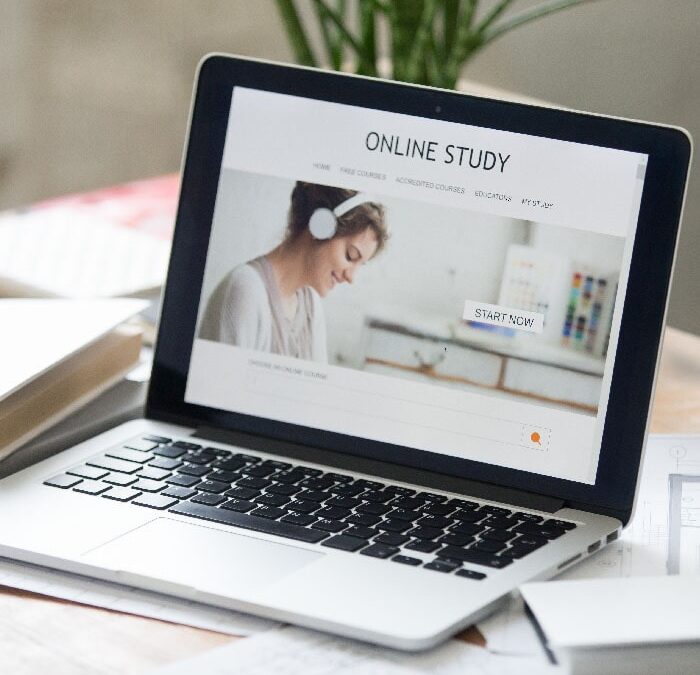 ONLINE STUDY
HOME FREE COURSES ACCREDITED COURSES EDUCATORS MY STUDY
START NOW
CHOOSE AN ONLINE COURSE